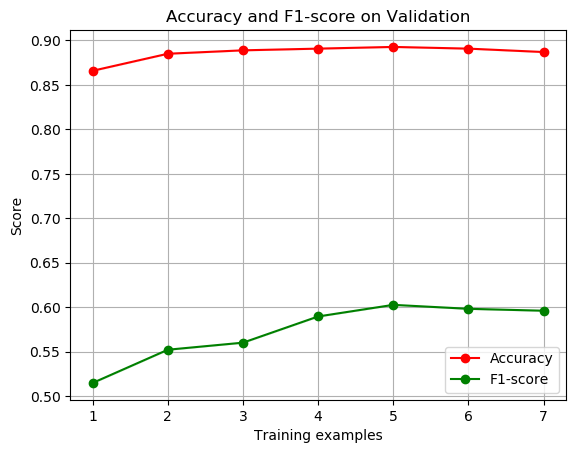 Accuracy and F1-score on Validation
0.90
0.85
0.80
0.75
0.70
0.65
0.60
0.55
0.50
Score
Accuracy
F1-score
1 2 3 4 5 6 7
Training examples